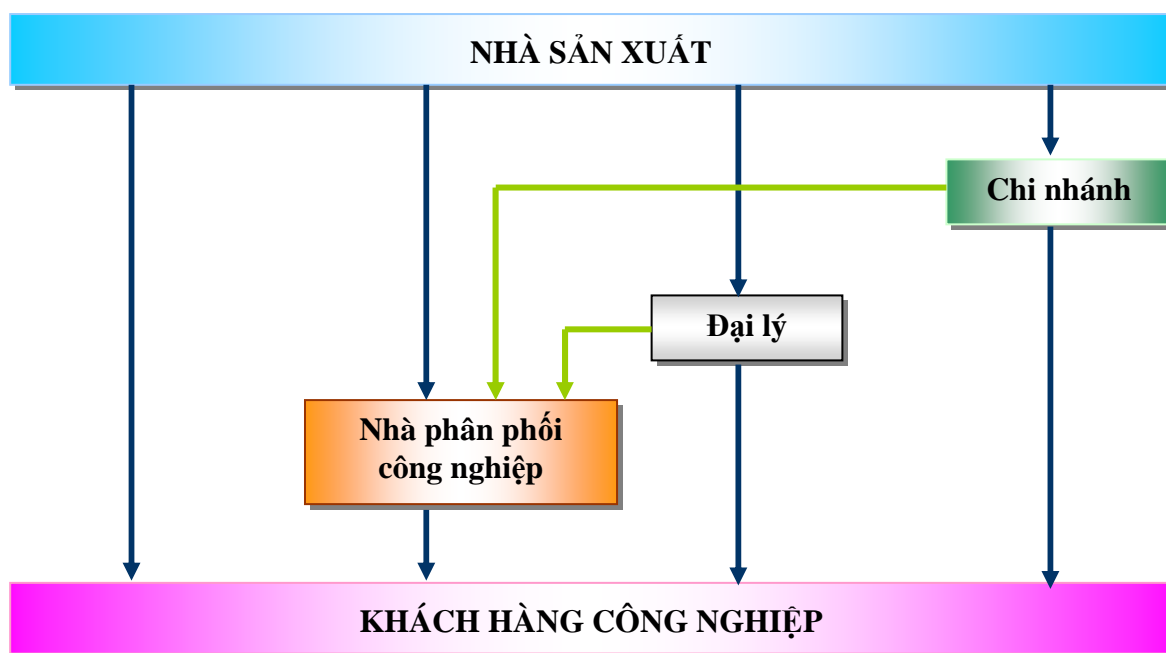 NHÀ SẢN XUẤT
Chi nhánh
Đại lý
Nhà phân phối
công nghiệp
KHÁCH HÀNG CÔNG NGHIỆP